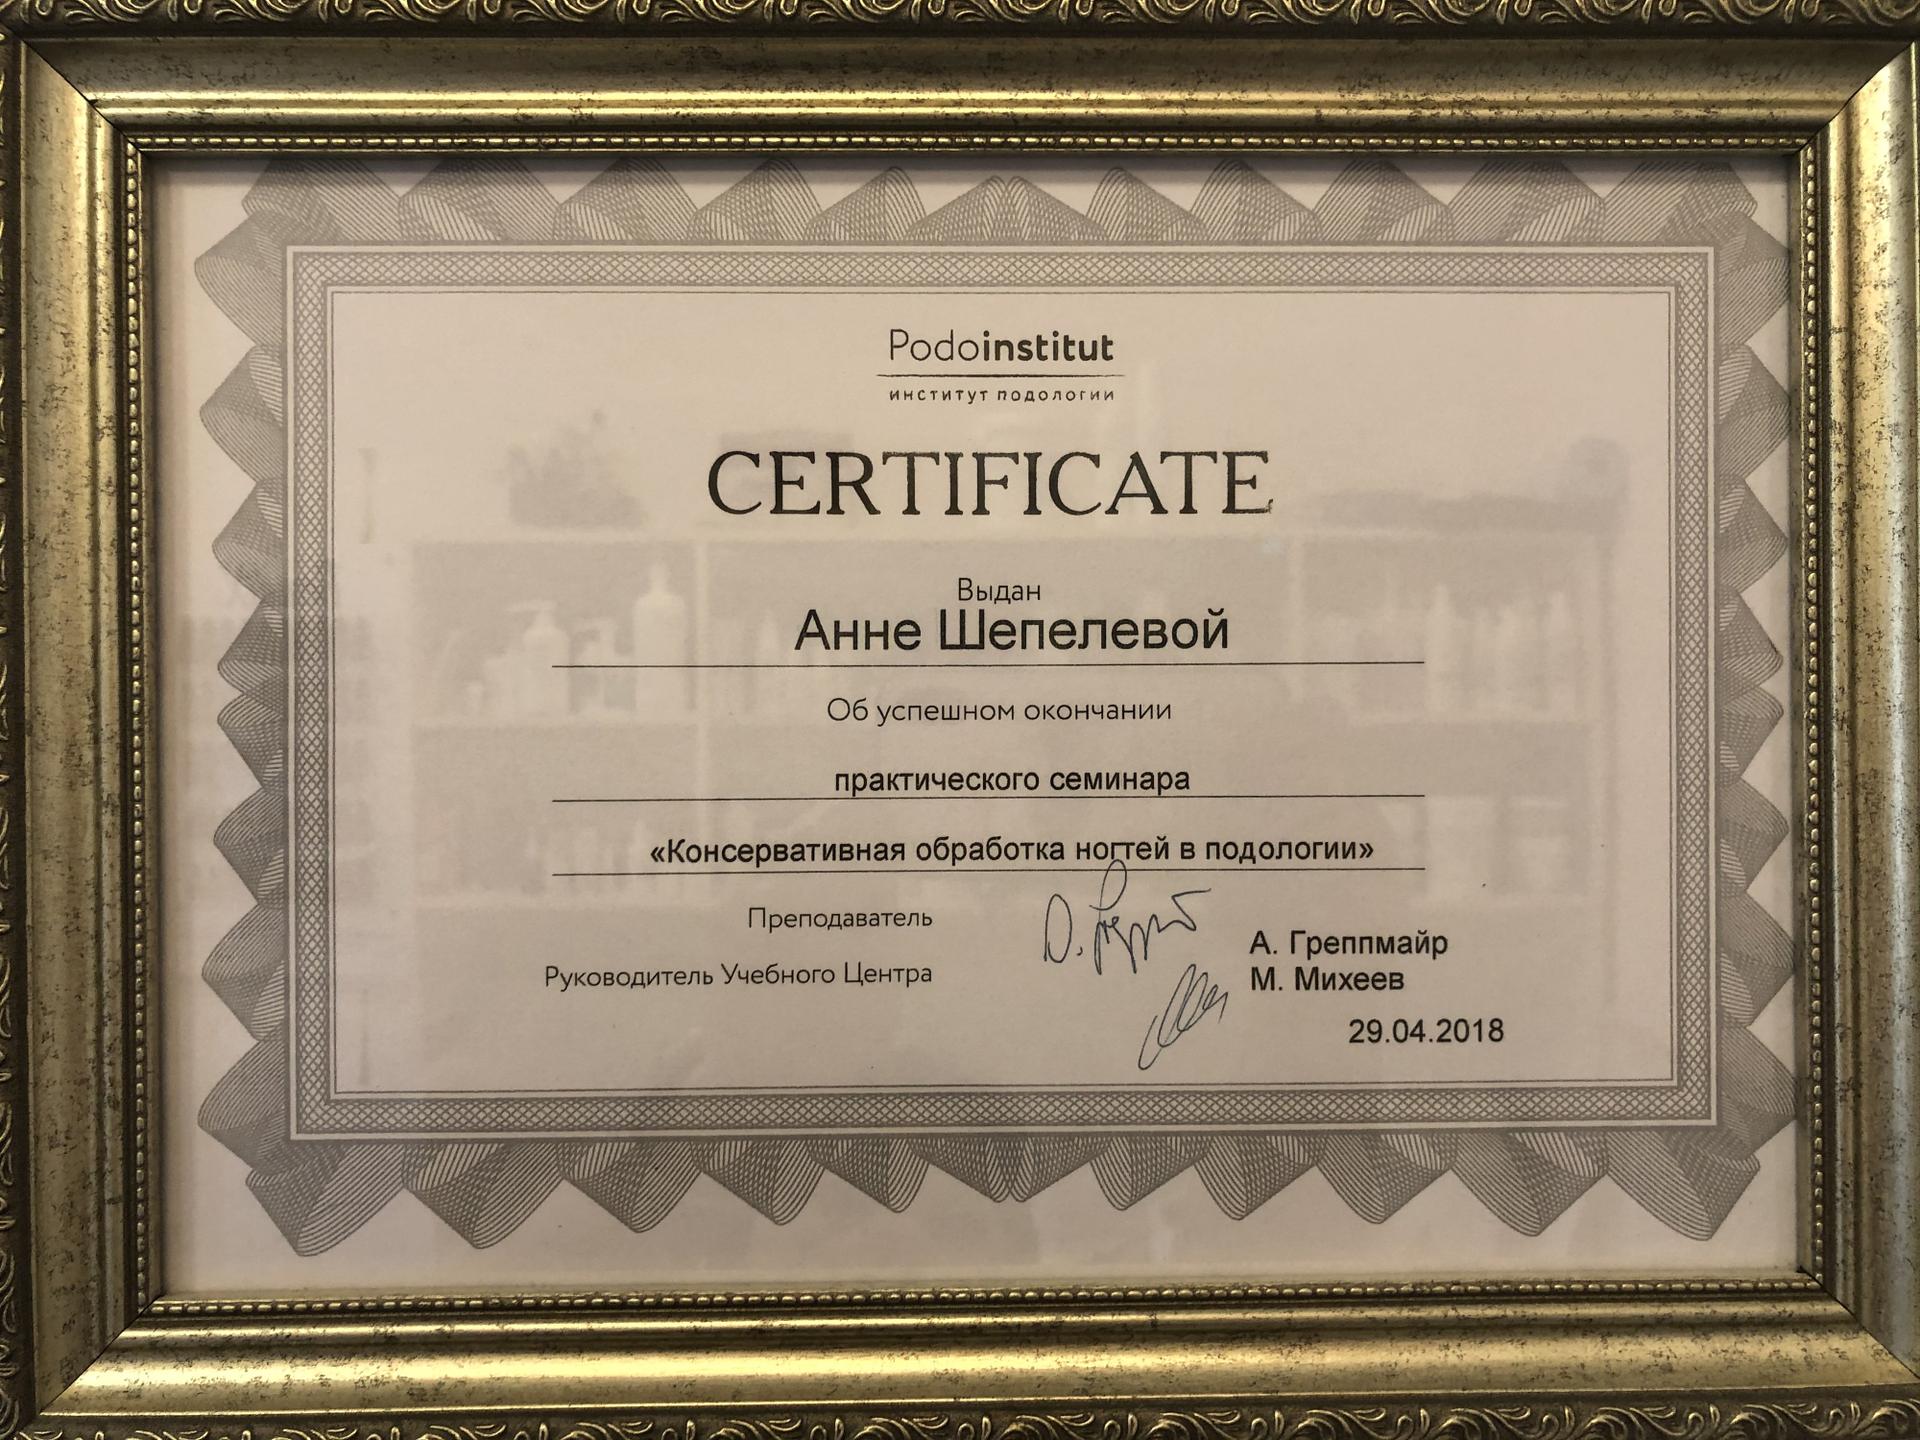 Podoinstitut
институт подологии
CERTIFICATE
Выдан
Анне Шепелевой
Об успешном окончании
практического семинара
«Консервативная обработка ногтей в подологии»
Преподаватель
А. Греппмайр
Руководитель Учебного Центра
М. Михеев
29.04.2018